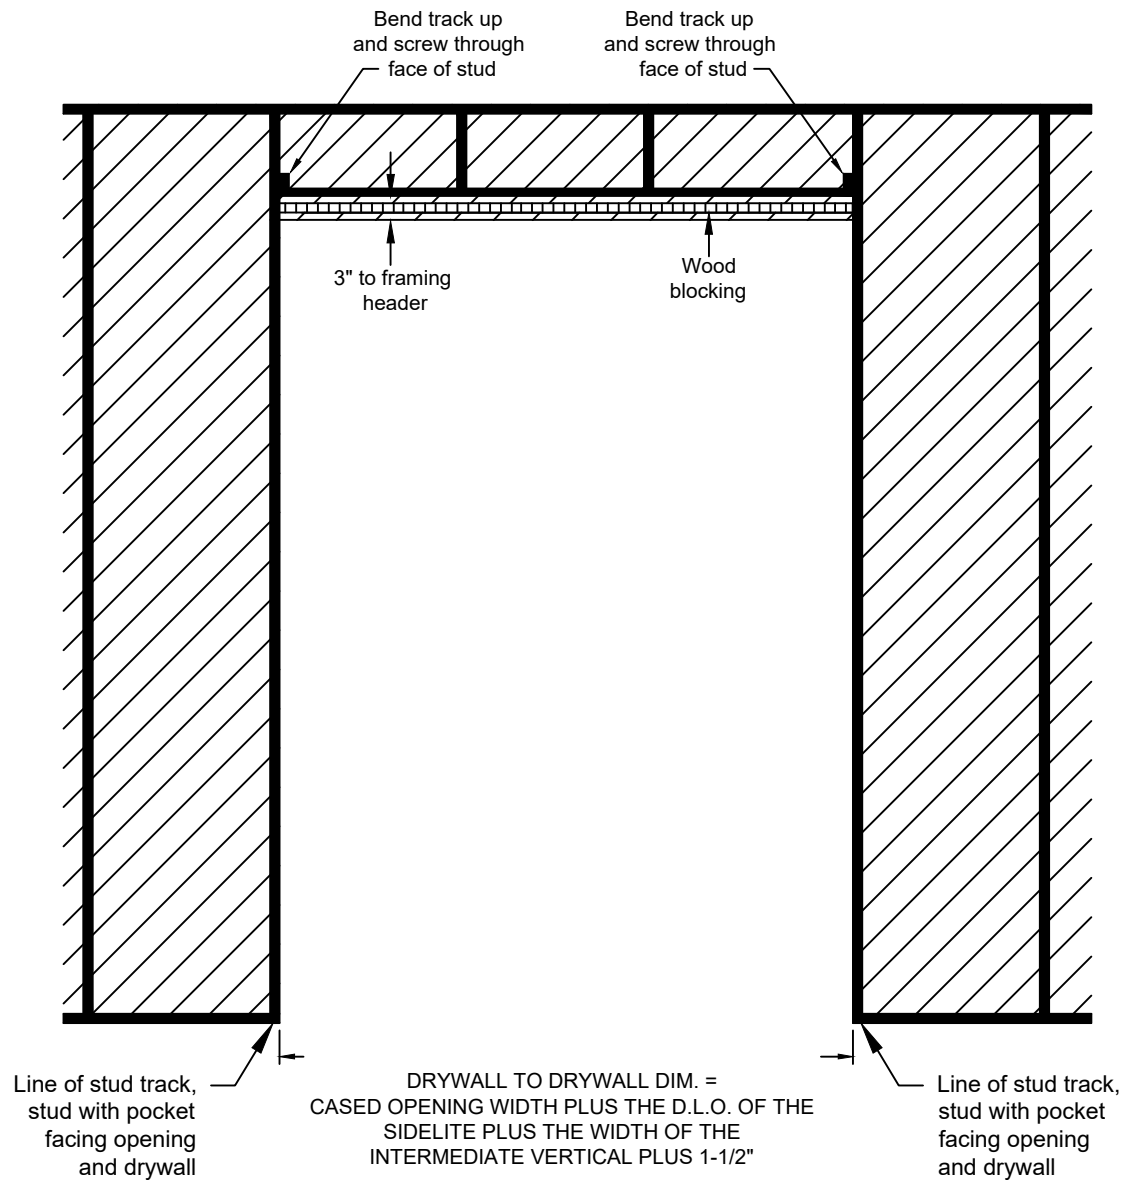 Bend track up
and screw through
face of stud
Bend track up
and screw through
face of stud
3" to framing
header
Wood
blocking
Line of stud track,
stud with pocket
facing opening
and drywall
DRYWALL TO DRYWALL DIM. =
CASED OPENING WIDTH PLUS THE D.L.O. OF THE
SIDELITE PLUS THE WIDTH OF THE
INTERMEDIATE VERTICAL PLUS 1-1/2"
Line of stud track,
stud with pocket
facing opening
and drywall